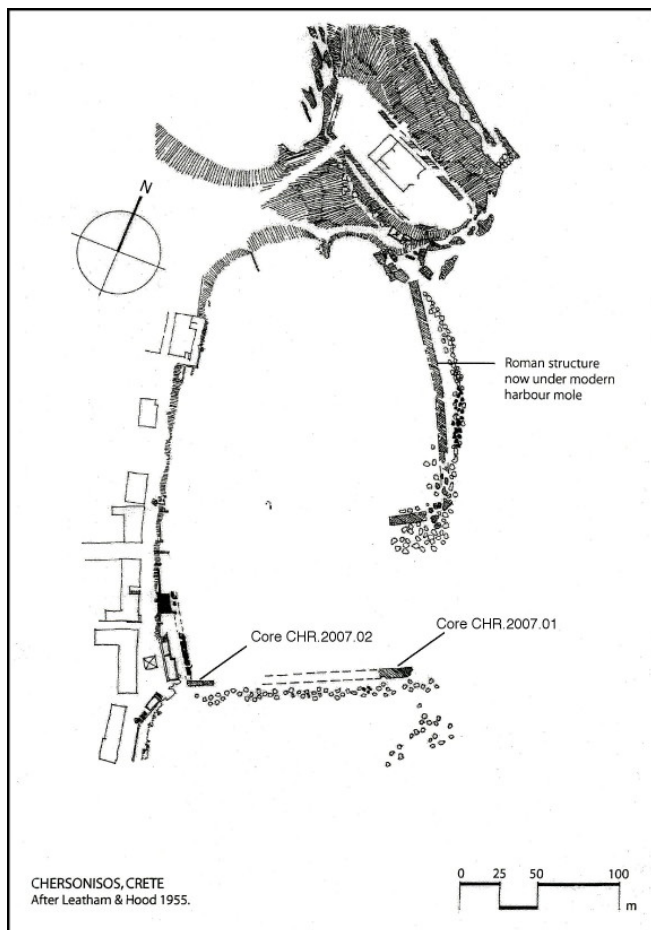 N
Roman structure
now under modern
harbour mole
Core CHR.2007.01
Core CHR.2007.02
CHERSONISOS, CRETE
After Leatham & Hood 1955.
0 25 50 100
m